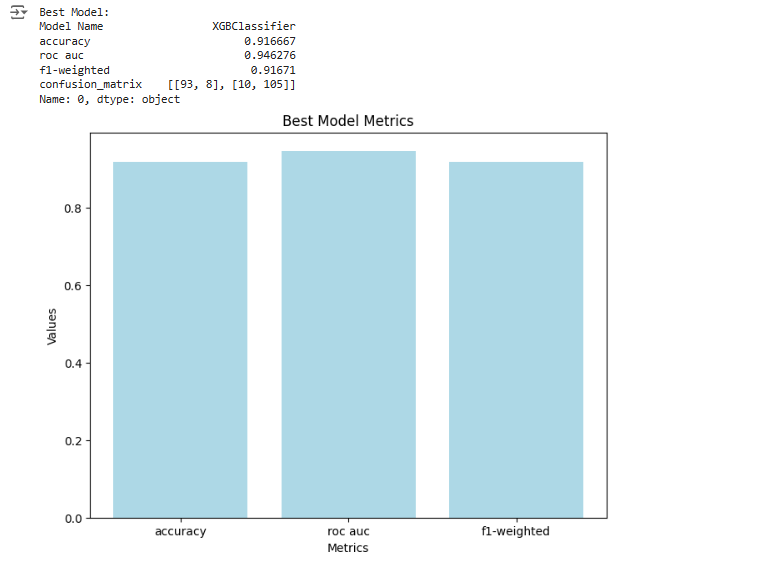 Best Model:
Model Name XGBClassifier
accuracy 0.916667
roc auc 0.946276
f1-weighted 0.91671
confusion_matrix [[93, 8], [10, 105]]
Name: 0, dtype: object
Best Model Metrics
0.8
0.6
0.4
0.2
0.0
Values
accuracy roc auc f1-weighted
Metrics